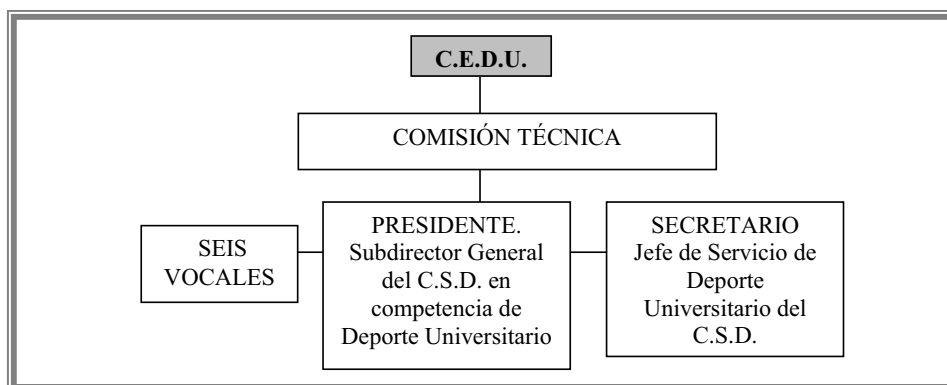 C.E.D.U.
COMISIÓN TÉCNICA
SEIS
VOCALES
PRESIDENTE.
Subdirector General
del C.S.D. en
competencia de
Deporte Universitario
SECRETARIO
Jefe de Servicio de
Deporte
Universitario del
C.S.D.